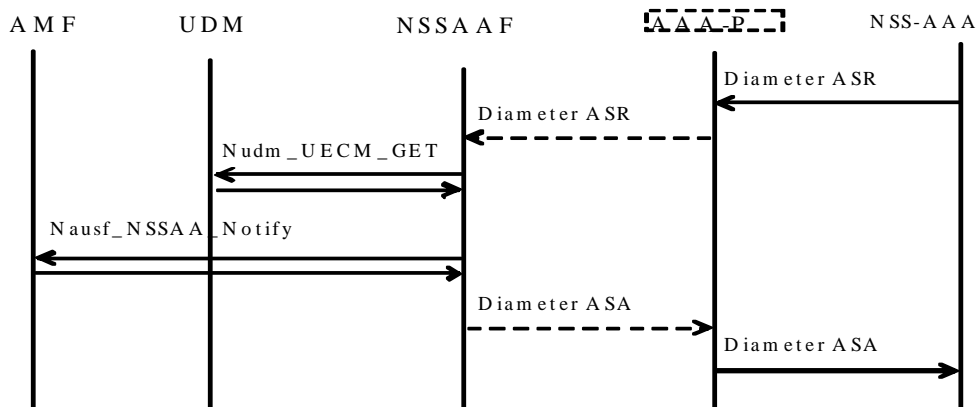 AMF UDM NSSAAF AAA-P NSS-AAA
Diameter ASR
Diameter ASR
Nudm_UECM_GET
Nausf_NSSAA_Notify
Diameter ASA
Diameter ASA